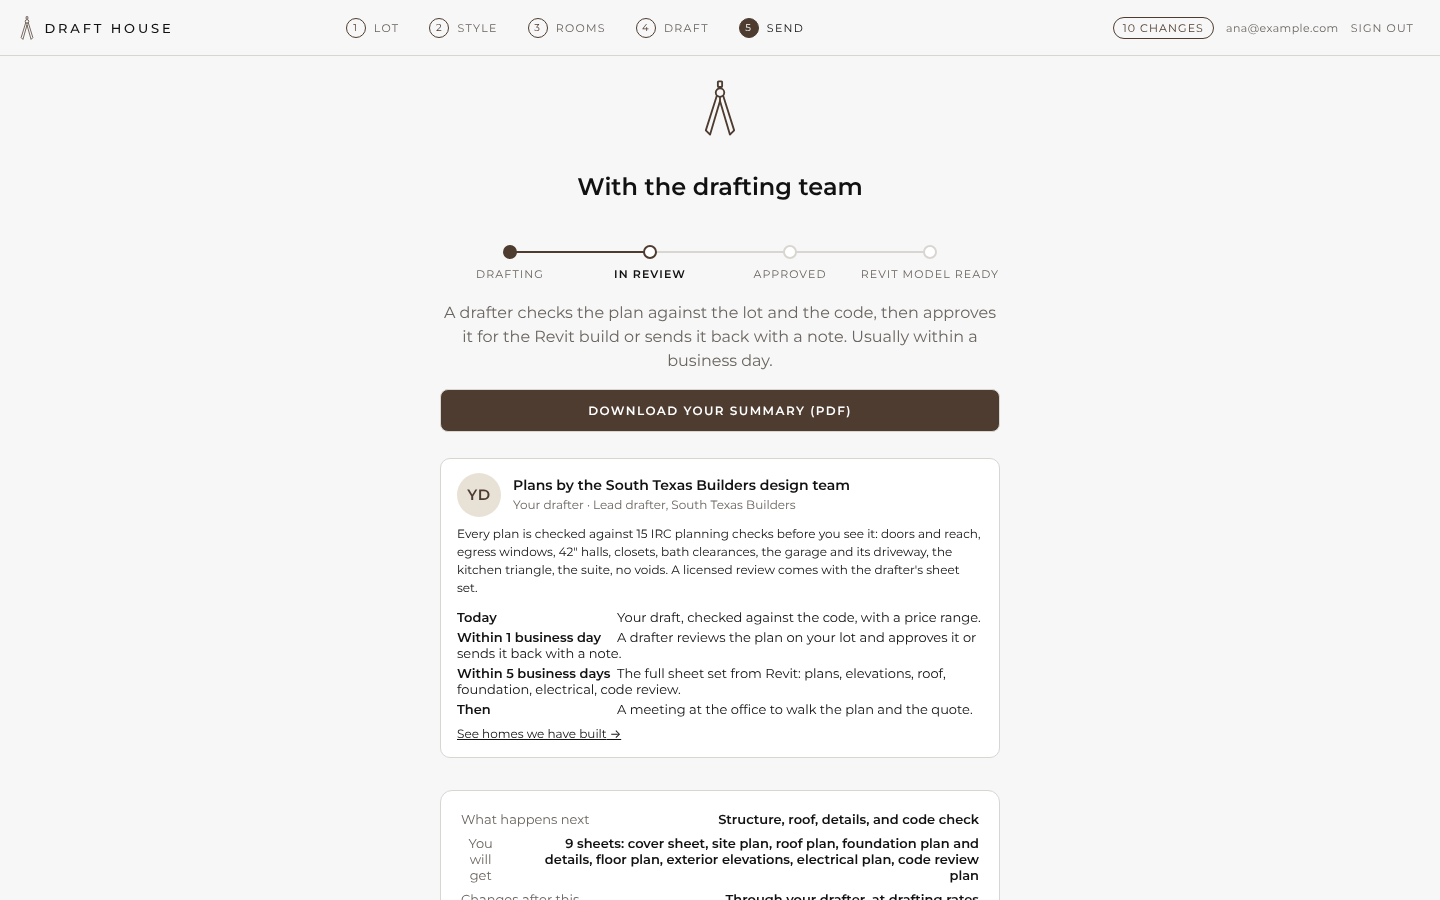 DRAFT HOUSE
1 LOT
2 STYLE
3 ROOMS
4 DRAFT
5 SEND
10 CHANGES
ana@example.com
SIGN OUT
With the drafting team
DRAFTING
IN REVIEW
APPROVED
REVIT MODEL READY
A drafter checks the plan against the lot and the code, then approves
it for the Revit build or sends it back with a note. Usually within a
business day.
DOWNLOAD YOUR SUMMARY (PDF)
YD
Plans by the South Texas Builders design team
Your drafter · Lead drafter, South Texas Builders
Every plan is checked against 15 IRC planning checks before you see it: doors and reach,
egress windows, 42" halls, closets, bath clearances, the garage and its driveway, the
kitchen triangle, the suite, no voids. A licensed review comes with the drafter's sheet
set.
Today Your draft, checked against the code, with a price range.
Within 1 business day A drafter reviews the plan on your lot and approves it or
sends it back with a note.
Within 5 business days The full sheet set from Revit: plans, elevations, roof,
foundation, electrical, code review.
Then A meeting at the office to walk the plan and the quote.
See homes we have built →
What happens next Structure, roof, details, and code check
You will get
9 sheets: cover sheet, site plan, roof plan, foundation plan and
details, floor plan, exterior elevations, electrical plan, code review
plan
Changes after this Through your drafter, at drafting rates